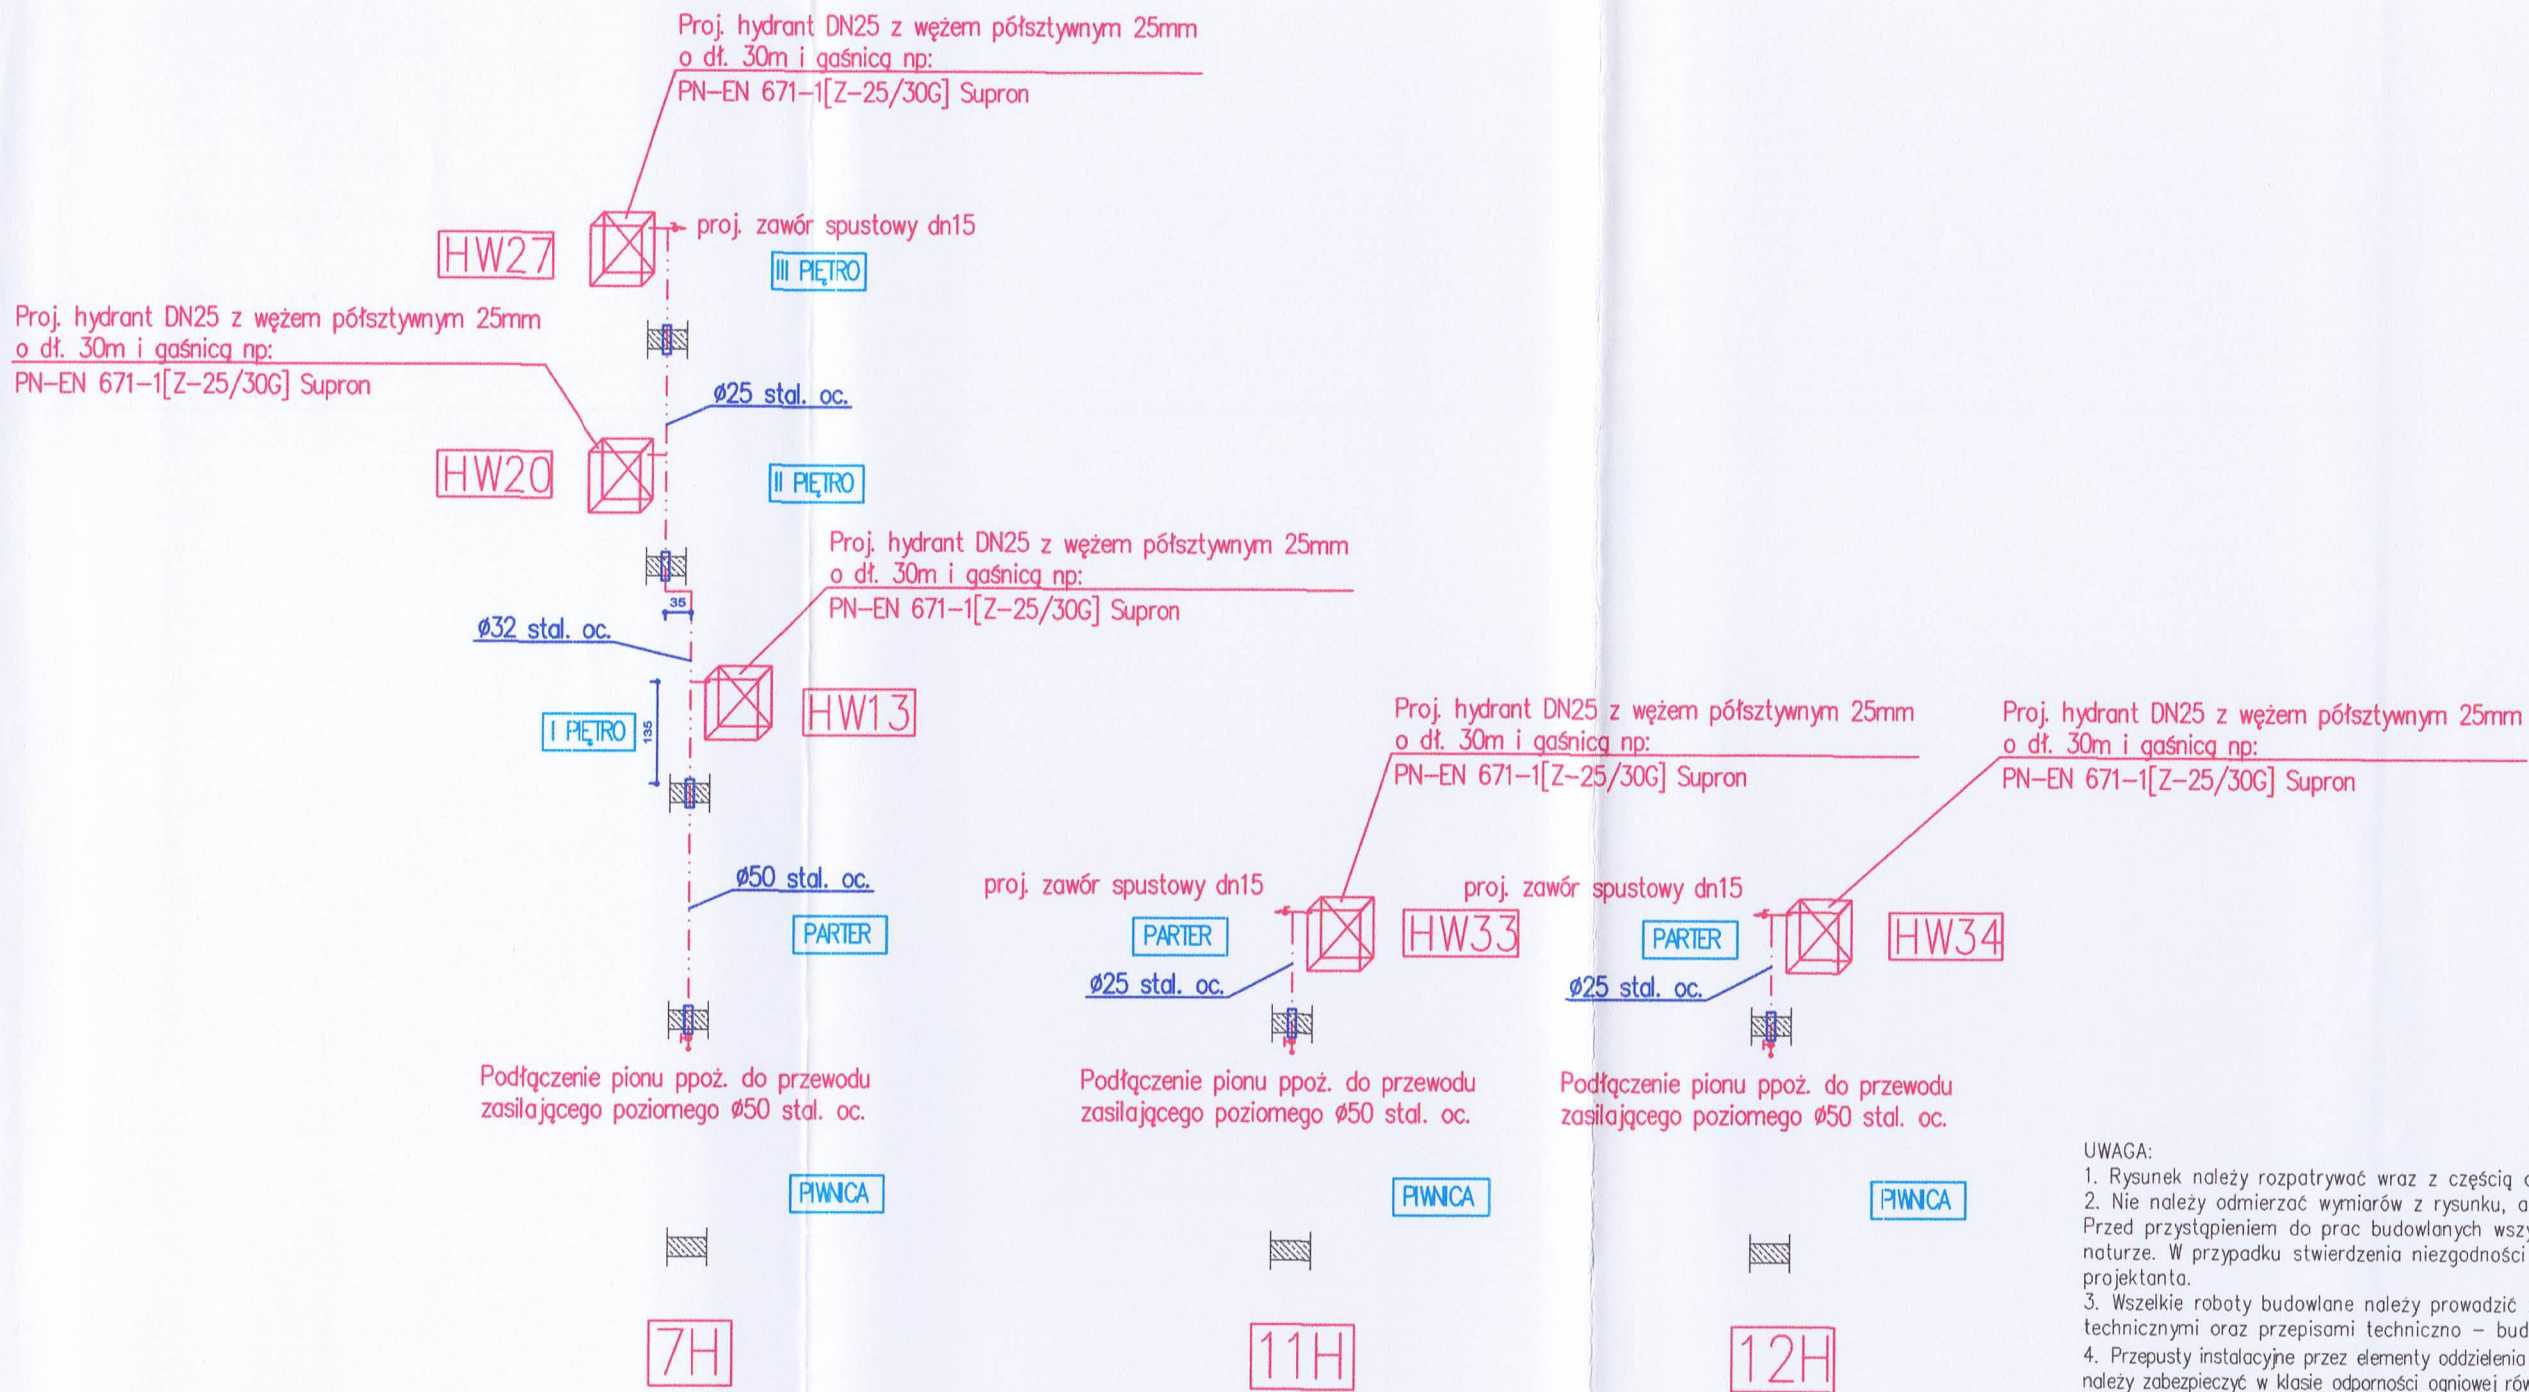 Proj. hydrant DN25 z wężem półsztywnym 25mm
o dł. 30m i gaśnicą np:
PN-EN 671-1[Z-25/30G] Supron
HW27
proj. zawór spustowy dn15
III PIĘTRO
Proj. hydrant DN25 z wężem półsztywnym 25mm
o dł. 30m i gaśnicą np:
PN-EN 671-1[Z-25/30G] Supron
ø25 stal. oc.
HW20
II PIĘTRO
Proj. hydrant DN25 z wężem półsztywnym 25mm
o dł. 30m i gaśnicą np:
PN-EN 671-1[Z-25/30G] Supron
35
ø32 stal. oc.
I PIĘTRO
135
HW13
Proj. hydrant DN25 z wężem półsztywnym 25mm
o dł. 30m i gaśnicą np:
PN-EN 671-1[Z-25/30G] Supron
Proj. hydrant DN25 z wężem półsztywnym 25mm
o dł. 30m i gaśnicą np:
PN-EN 671-1[Z-25/30G] Supron
ø50 stal. oc.
PARTER
proj. zawór spustowy dn15
PARTER
HW33
ø25 stal. oc.
proj. zawór spustowy dn15
PARTER
HW34
ø25 stal. oc.
Podłączenie pionu ppoż. do przewodu
zasilającego poziomego ø50 stal. oc.
Podłączenie pionu ppoż. do przewodu
zasilającego poziomego ø50 stal. oc.
Podłączenie pionu ppoż. do przewodu
zasilającego poziomego ø50 stal. oc.
PIWNICA
PIWNICA
PIWNICA
7H
11H
12H
UWAGA:
1. Rysunek należy rozpatrywać wraz z częścią
2. Nie należy odmierzać wymiarów z rysunku,
Przed przystąpieniem do prac budowlanych
naturze. W przypadku stwierdzenia niezgodności
projektanta.
3. Wszelkie roboty budowlane należy prowadzić
technicznymi oraz przepisami techniczno - bud
4. Przepusty instalacyjne przez elementy oddzielenia
należy zabezpieczyć w klasie odporności ogniowej